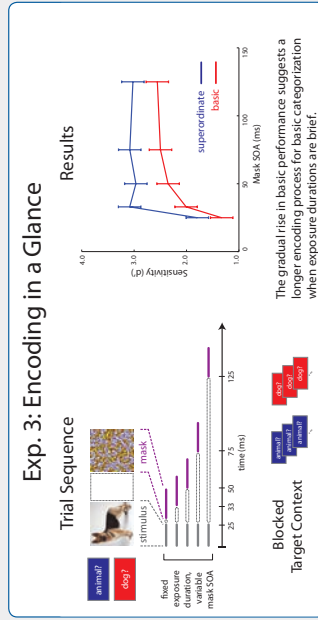 Exp. 3: Encoding in a Glance
Trial Sequence
animal?
dog?
stimulus
mask
fixed
exposure
duration,
variable
mask SOA
25
33
50
75
125
time (ms)
Blocked
Target Context
animal?
animal?
animal?
...
dog?
dog?
dog?
...
Results
4.0
3.0
2.0
1.0
Sensitivity (d')
superordinate
basic
0
50
100
150
Mask SOA (ms)
The gradual rise in basic performance suggests a
longer encoding process for basic categorization
when exposure durations are brief.